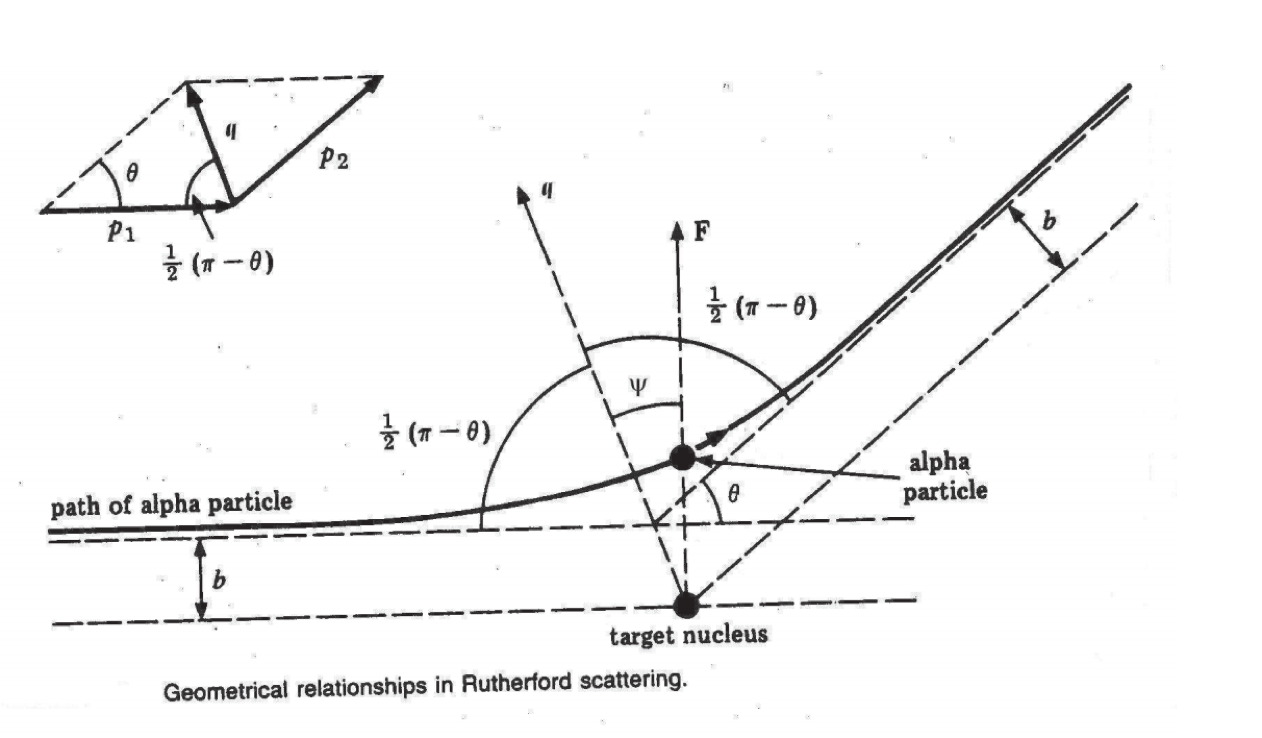 q
θ
p₂
p₁
½ (π − θ)
q
F
b
½ (π − θ)
Ψ
½ (π − θ)
alpha
particle
θ
path of alpha particle
b
target nucleus
Geometrical relationships in Rutherford scattering.